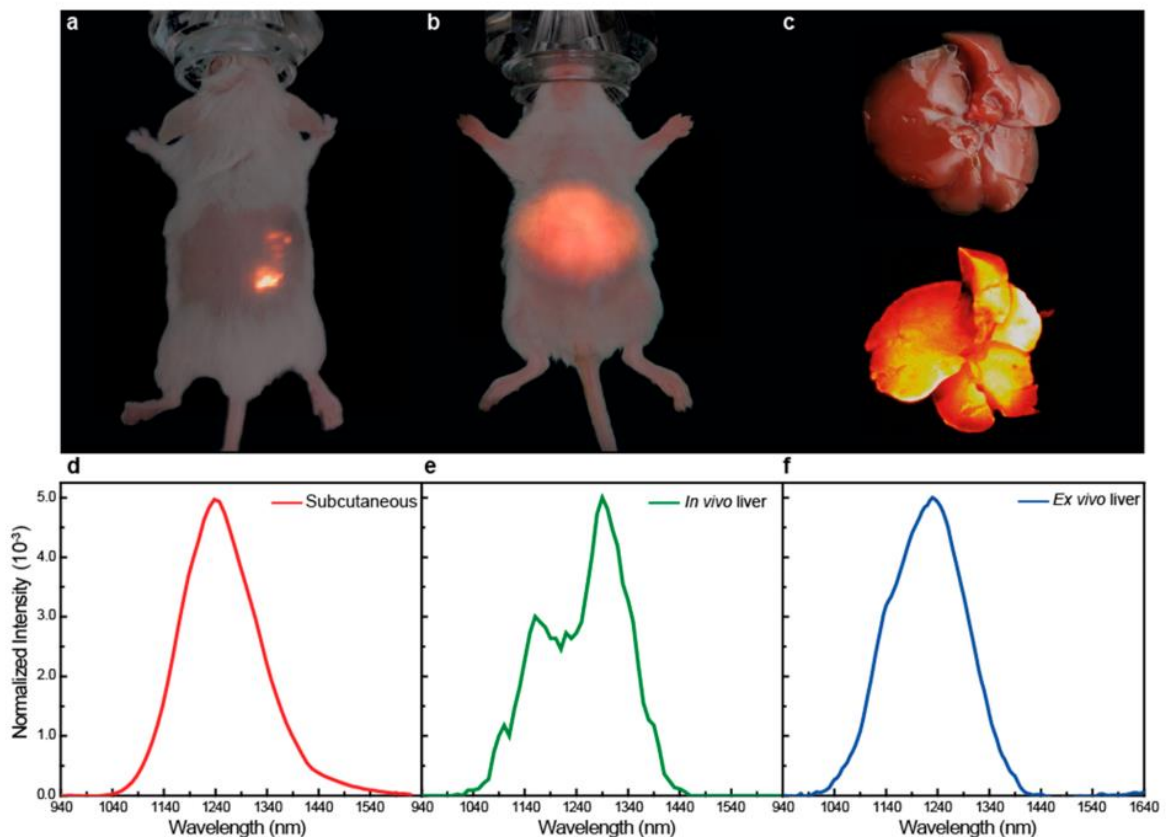 a
b
c
d
e
f
Normalized Intensity (10⁻³)
5.0
4.0
3.0
2.0
1.0
0.0
Subcutaneous
In vivo liver
Ex vivo liver
940 1040 1140 1240 1340 1440 1540 940 1040 1140 1240 1340 1440 1540 940 1040 1140 1240 1340 1440 1540 1640
Wavelength (nm) Wavelength (nm) Wavelength (nm)